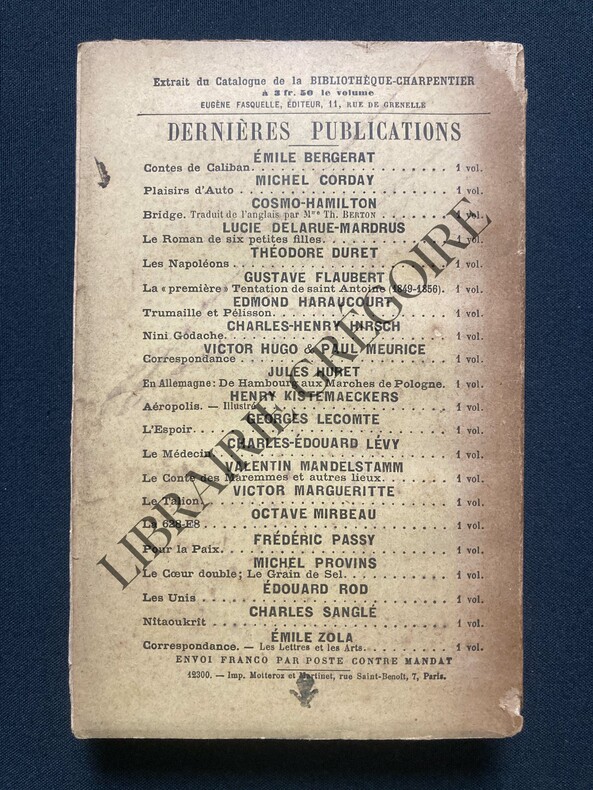 Extrait du Catalogue de la BIBLIOTHÈQUE-CHARPENTIER
à 3 fr. 50 le volume
EUGÈNE FASQUELLE, ÉDITEUR, 11, RUE DE GRENELLE
DERNIÈRES PUBLICATIONS
ÉMILE BERGERAT
Contes de Caliban. 1 vol.
MICHEL CORDAY
Plaisirs d'Auto 1 vol.
COSMO-HAMILTON
Bridge. Traduit de l'anglais par Mme Th. BERTON 1 vol.
LUCIE DELARUE-MARDRUS
Le Roman de six petites filles. 1 vol.
THÉODORE DURET
Les Napoléons 1 vol.
GUSTAVE FLAUBERT
La « première » Tentation de saint Antoine (1849-1856). 1 vol.
EDMOND HARAUCOURT
Trumaille et Pélisson. 1 vol.
CHARLES-HENRY HIRSCH
Nini Godache. 1 vol.
VICTOR HUGO & PAUL MEURICE
Correspondance 1 vol.
JULES HURET
En Allemagne: De Hambourg aux Marches de Pologne. 1 vol.
HENRY KISTEMAECKERS
Aéropolis. — Illustré 1 vol.
GEORGES LECOMTE
L'Espoir. 1 vol.
CHARLES-ÉDOUARD LÉVY
Le Médecin. 1 vol.
VALENTIN MANDELSTAMM
Le Conte des Maremmes et autres lieux. 1 vol.
VICTOR MARGUERITTE
Le Talion. 1 vol.
OCTAVE MIRBEAU
La 628-E8 1 vol.
FRÉDÉRIC PASSY
Pour la Paix. 1 vol.
MICHEL PROVINS
Le Cœur double; Le Grain de Sel. 1 vol.
ÉDOUARD ROD
Les Unis 1 vol.
CHARLES SANGLÉ
Nitaoukrit 1 vol.
ÉMILE ZOLA
Correspondance. — Les Lettres et les Arts. 1 vol.
ENVOI FRANCO PAR POSTE CONTRE MANDAT
12300. — Imp. Motteroz et Martinet, rue Saint-Benoît, 7, Paris.
LIBRAIRIE GREGOIRE